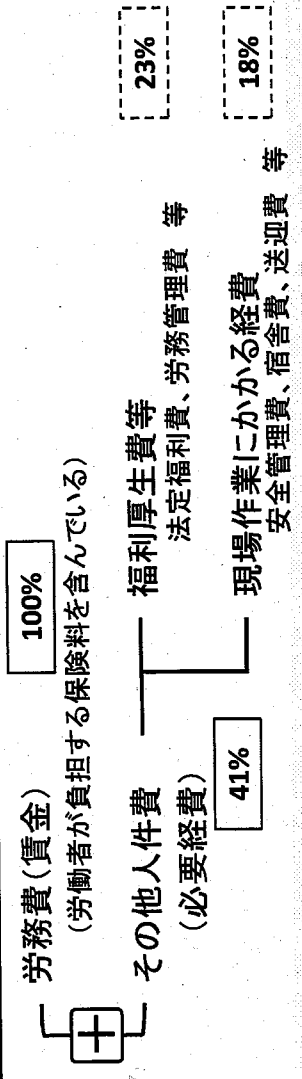 労務費(賃金)
100%
(労働者が負担する保険料を含んでいる)
+
その他人件費
(必要経費)
41%
福利厚生費等
23%
法定福利費、労務管理費 等
現場作業にかかる経費
18%
安全管理費、宿舎費、送迎費 等